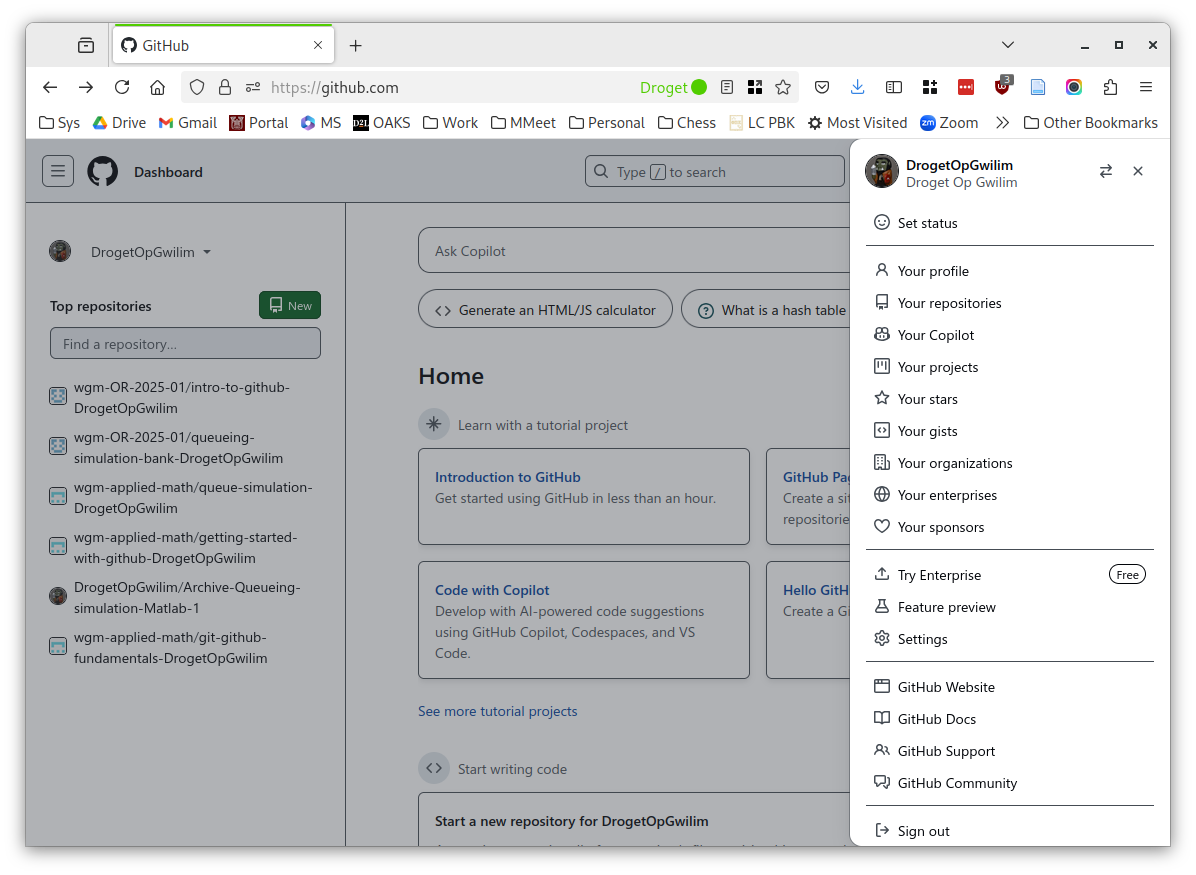 GitHub
https://github.com
Droget
3
Sys
Drive
Gmail
Portal
MS
D2L
OAKS
Work
MMeet
Personal
Chess
LC PBK
Most Visited
zm
Zoom
Other Bookmarks
Dashboard
Type / to search
DrogetOpGwilim
Top repositories
New
Find a repository...
wgm-OR-2025-01/intro-to-github-
DrogetOpGwilim
wgm-OR-2025-01/queueing-
simulation-bank-DrogetOpGwilim
wgm-applied-math/queue-simulation-
DrogetOpGwilim
wgm-applied-math/getting-started-
with-github-DrogetOpGwilim
DrogetOpGwilim/Archive-Queueing-
simulation-Matlab-1
wgm-applied-math/git-github-
fundamentals-DrogetOpGwilim
Ask Copilot
Generate an HTML/JS calculator
What is a hash table
Home
Learn with a tutorial project
Introduction to GitHub
Get started using GitHub in less than an hour.
GitHub Pa
Create a si
repositorie
Code with Copilot
Develop with AI-powered code suggestions
using GitHub Copilot, Codespaces, and VS
Code.
Hello GitH
Create a Gi
See more tutorial projects
Start writing code
Start a new repository for DrogetOpGwilim
DrogetOpGwilim
Droget Op Gwilim
Set status
Your profile
Your repositories
Your Copilot
Your projects
Your stars
Your gists
Your organizations
Your enterprises
Your sponsors
Try Enterprise
Free
Feature preview
Settings
GitHub Website
GitHub Docs
GitHub Support
GitHub Community
Sign out